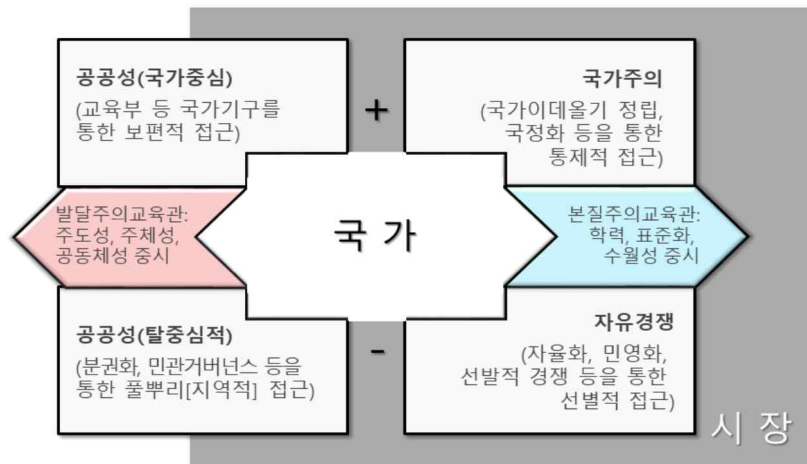 공공성(국가중심)
(교육부 등 국가기구를
통한 보편적 접근)
+
국가주의
(국가이데올기 정립,
국정화 등을 통한
통제적 접근)
발달주의교육관:
주도성, 주체성,
공동체성 중시
국 가
본질주의교육관:
학력, 표준화,
수월성 중시
공공성(탈중심적)
(분권화, 민관거버넌스 등을
통한 풀뿌리[지역적] 접근)
-
자유경쟁
(자율화, 민영화,
선발적 경쟁 등을 통한
선별적 접근)
시 장